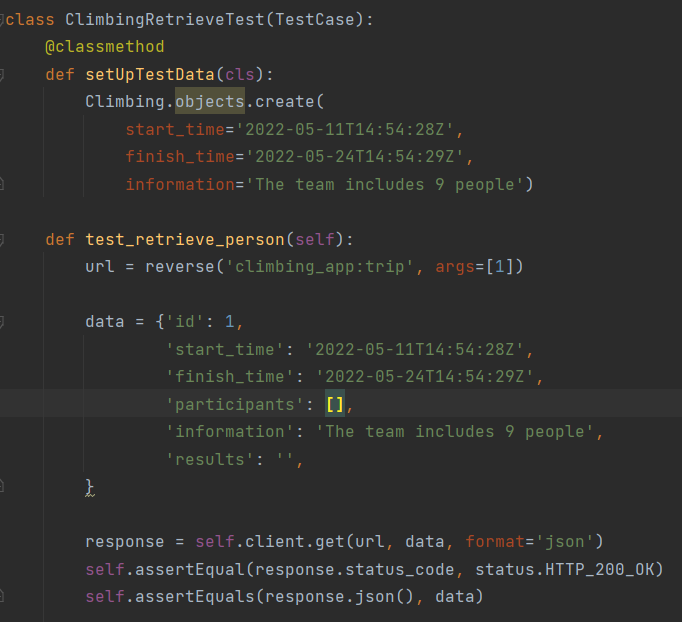 class ClimbingRetrieveTest(TestCase):
    @classmethod
    def setUpTestData(cls):
        Climbing.objects.create(
            start_time='2022-05-11T14:54:28Z',
            finish_time='2022-05-24T14:54:29Z',
            information='The team includes 9 people')
    def test_retrieve_person(self):
        url = reverse('climbing_app:trip', args=[1])
        data = {'id': 1,
                'start_time': '2022-05-11T14:54:28Z',
                'finish_time': '2022-05-24T14:54:29Z',
                'participants': [],
                'information': 'The team includes 9 people',
                'results': '',
        }
        response = self.client.get(url, data, format='json')
        self.assertEqual(response.status_code, status.HTTP_200_OK)
        self.assertEquals(response.json(), data)